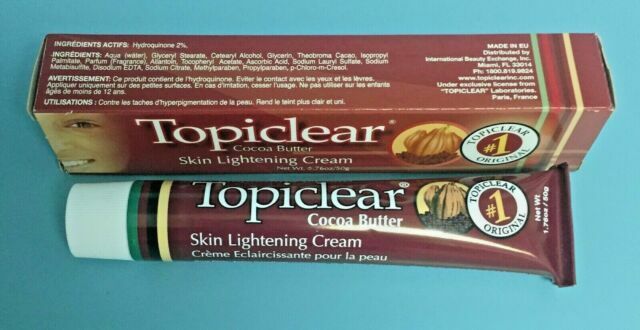 INGRÉDIENTS ACTIFS: Hydroquinone 2%.
INGRÉDIENTS: Aqua (water), Glyceryl Stearate, Cetearyl Alcohol, Glycerin, Theobroma Cacao, Isopropyl
Palmitate, Parfum (Fragrance), Allantoin, Tocopheryl Acetate, Ascorbic Acid, Sodium Lauryl Sulfate, Sodium
Metabisulfite, Disodium EDTA, Sodium Citrate, Methylparaben, Propylparaben, p-Chloro-m-Cresol.
AVERTISSEMENT: Ce produit contient de l'hydroquinone. Eviter le contact avec les yeux et les lèvres.
Appliquer uniquement sur des petites surfaces. En cas d'irritation, cesser l'usage. Ne pas utiliser sur les enfants
âgés de moins de 12 ans.
UTILISATIONS : Contre les taches d'hyperpigmentation de la peau. Rend le teint plus clair et uni.
MADE IN EU
Distributed by
International Beauty Exchange, Inc.
Miami, FL 33014
Ph: 1800.819.9824
www.topiclearinc.com
Under exclusive license from
"TOPICLEAR" Laboratories.
Paris, France
Topiclear®
Cocoa Butter
Skin Lightening Cream
Net Wt. 1.76oz/50g
TOPICLEAR
#1
ORIGINAL
Topiclear®
Cocoa Butter
Skin Lightening Cream
Crème Eclaircissante pour la peau
TOPICLEAR
#1
ORIGINAL
Net Wt
1.76oz / 50g